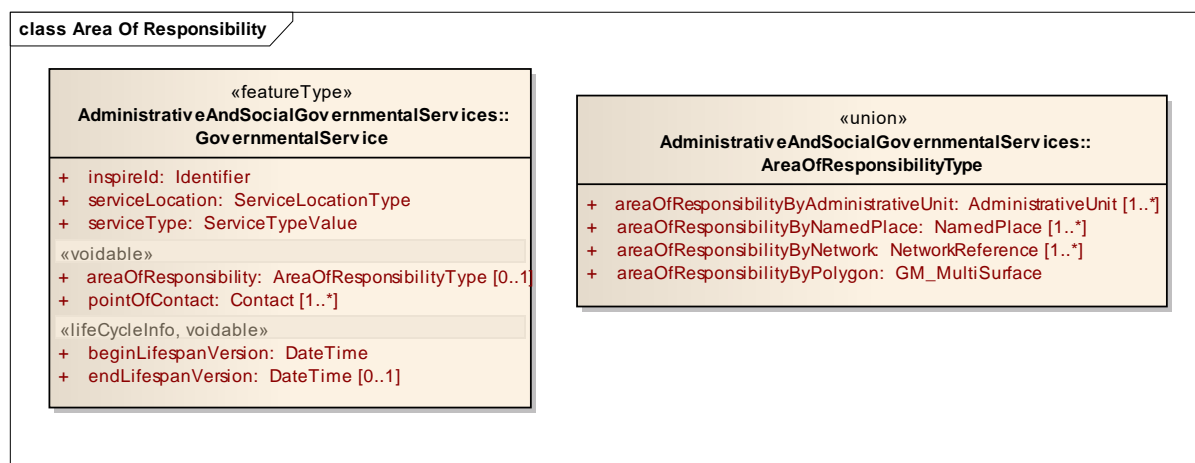 class Area Of Responsibility
«featureType»
AdministrativeAndSocialGovernmentalServices::
GovernmentalService
+ inspireId: Identifier
+ serviceLocation: ServiceLocationType
+ serviceType: ServiceTypeValue
«voidable»
+ areaOfResponsibility: AreaOfResponsibilityType [0..1]
+ pointOfContact: Contact [1..*]
«lifeCycleInfo, voidable»
+ beginLifespanVersion: DateTime
+ endLifespanVersion: DateTime [0..1]
«union»
AdministrativeAndSocialGovernmentalServices::
AreaOfResponsibilityType
+ areaOfResponsibilityByAdministrativeUnit: AdministrativeUnit [1..*]
+ areaOfResponsibilityByNamedPlace: NamedPlace [1..*]
+ areaOfResponsibilityByNetwork: NetworkReference [1..*]
+ areaOfResponsibilityByPolygon: GM_MultiSurface